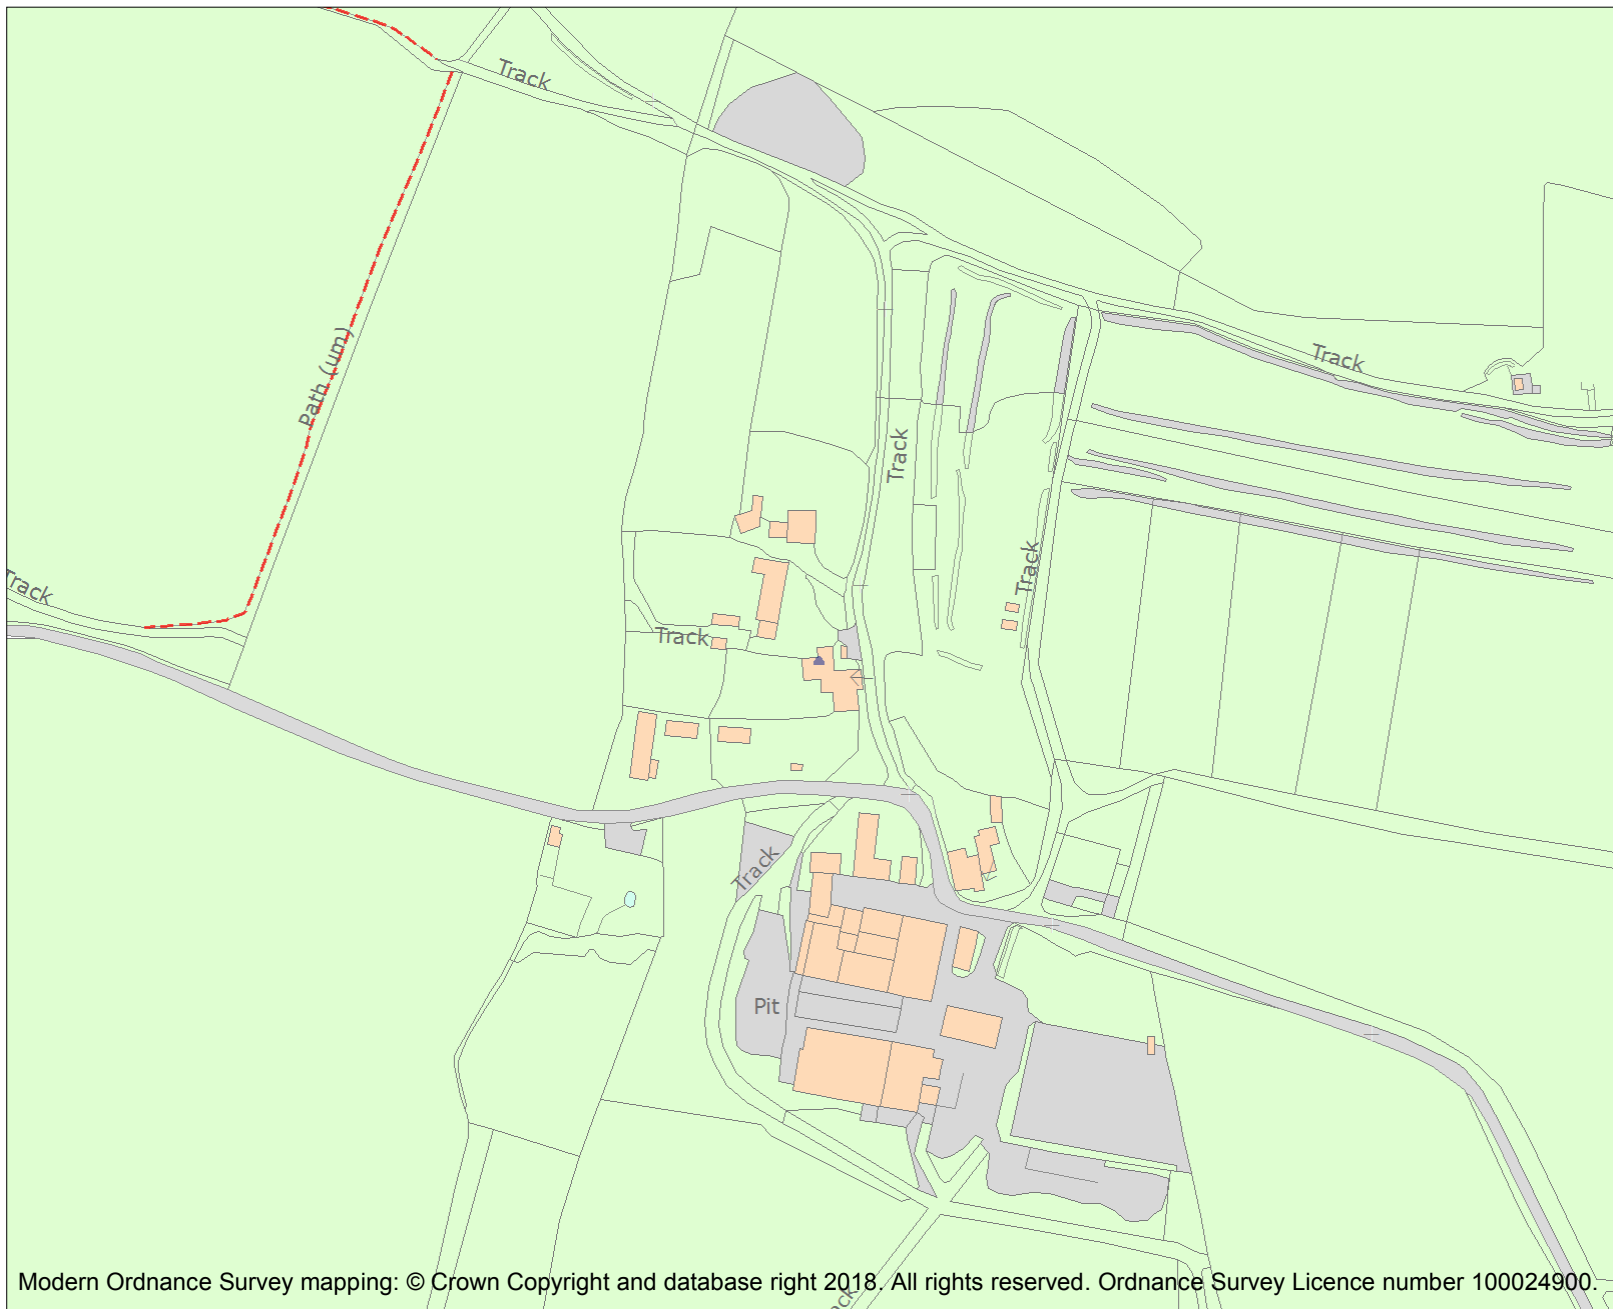 Track
Track
Path (um)
Track
Track
Track
Track
Track
Pit
Modern Ordnance Survey mapping: © Crown Copyright and database right 2018. All rights reserved. Ordnance Survey Licence number 100024900.